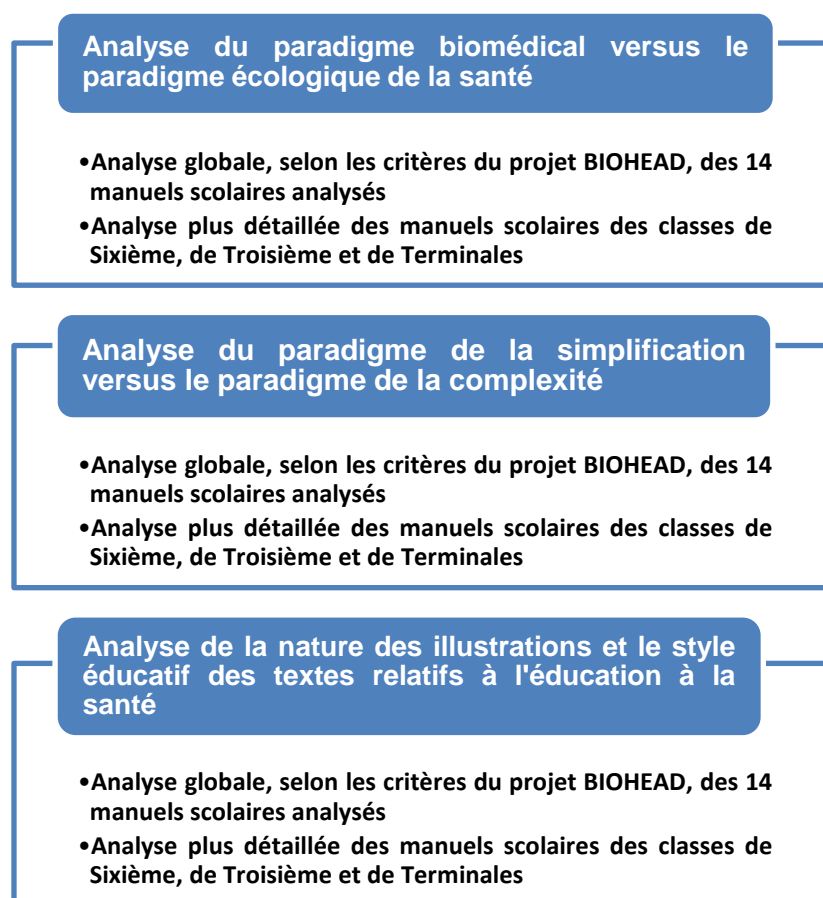 Analyse du paradigme biomédical versus le
paradigme écologique de la santé
•Analyse globale, selon les critères du projet BIOHEAD, des 14
manuels scolaires analysés
•Analyse plus détaillée des manuels scolaires des classes de
Sixième, de Troisième et de Terminales
Analyse du paradigme de la simplification
versus le paradigme de la complexité
•Analyse globale, selon les critères du projet BIOHEAD, des 14
manuels scolaires analysés
•Analyse plus détaillée des manuels scolaires des classes de
Sixième, de Troisième et de Terminales
Analyse de la nature des illustrations et le style
éducatif des textes relatifs à l'éducation à la
santé
•Analyse globale, selon les critères du projet BIOHEAD, des 14
manuels scolaires analysés
•Analyse plus détaillée des manuels scolaires des classes de
Sixième, de Troisième et de Terminales